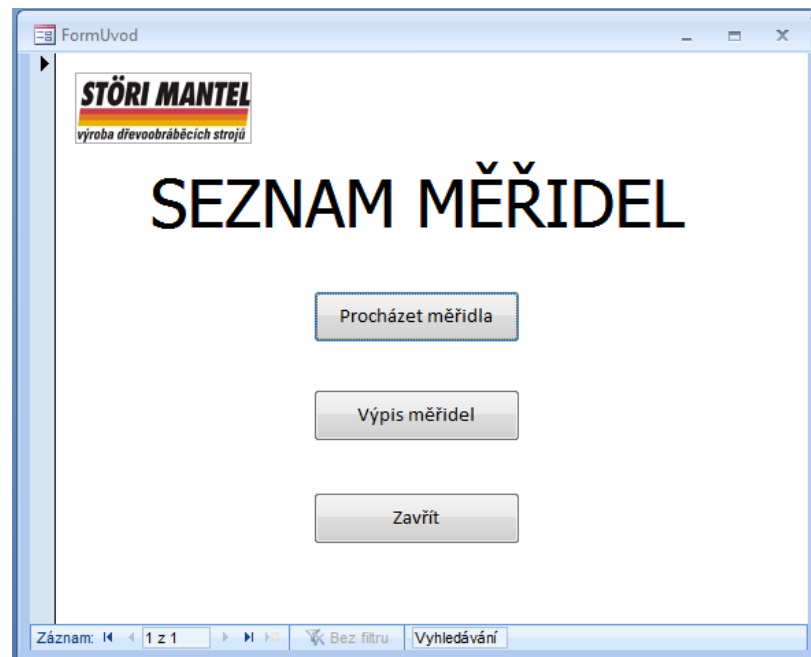 FormUvod
STÖRI MANTEL
výroba dřevoobráběcích strojů
SEZNAM MĚŘIDEL
Procházet měřidla
Výpis měřidel
Zavřít
Záznam: 1 z 1 Bez filtru Vyhledávání